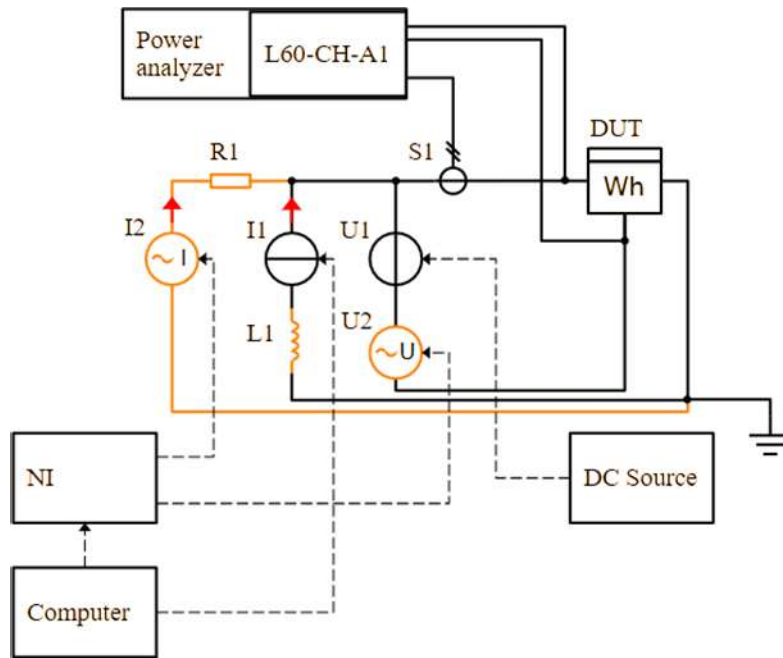 Power
analyzer
L60-CH-A1
DUT
R1
S1
Wh
I2
I1
U1
~ I
L1
U2
~ U
NI
DC Source
Computer